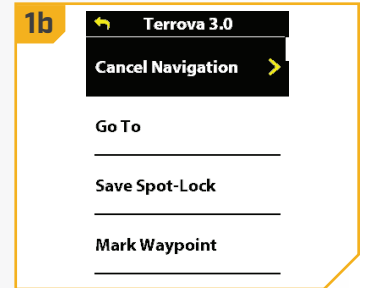 1b
Terrova 3.0
Cancel Navigation
Go To
Save Spot-Lock
Mark Waypoint